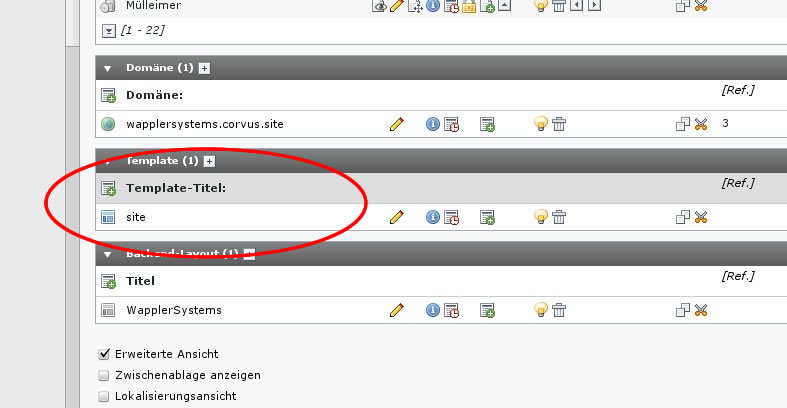 Mülleimer
[1 - 22]
Domäne (1)
Domäne:
[Ref.]
wapplersystems.corvus.site
3
Template (1)
Template-Titel:
[Ref.]
site
Backend-Layout (1)
Titel
[Ref.]
WapplerSystems
Erweiterte Ansicht
Zwischenablage anzeigen
Lokalisierungsansicht